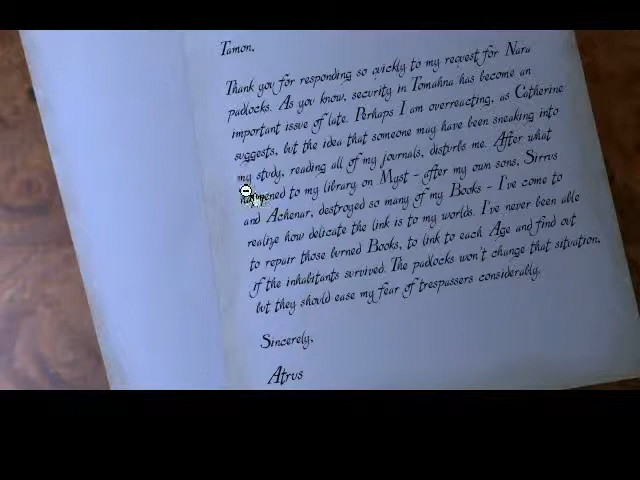 Tamon,
Thank you for responding so quickly to my request for Nara
padlocks. As you know, security in Tomahna has become an
important issue of late. Perhaps I am overreacting, as Catherine
suggests, but the idea that someone may have been sneaking into
my study, reading all of my journals, disturbs me. After what
happened to my library on Myst - after my own sons, Sirrus
and Achenar, destroyed so many of my Books - I've come to
realize how delicate the link is to my worlds. I've never been able
to repair those burned Books, to link to each Age and find out
if the inhabitants survived. The padlocks won't change that situation,
but they should ease my fear of trespassers considerably.
Sincerely,
Atrus